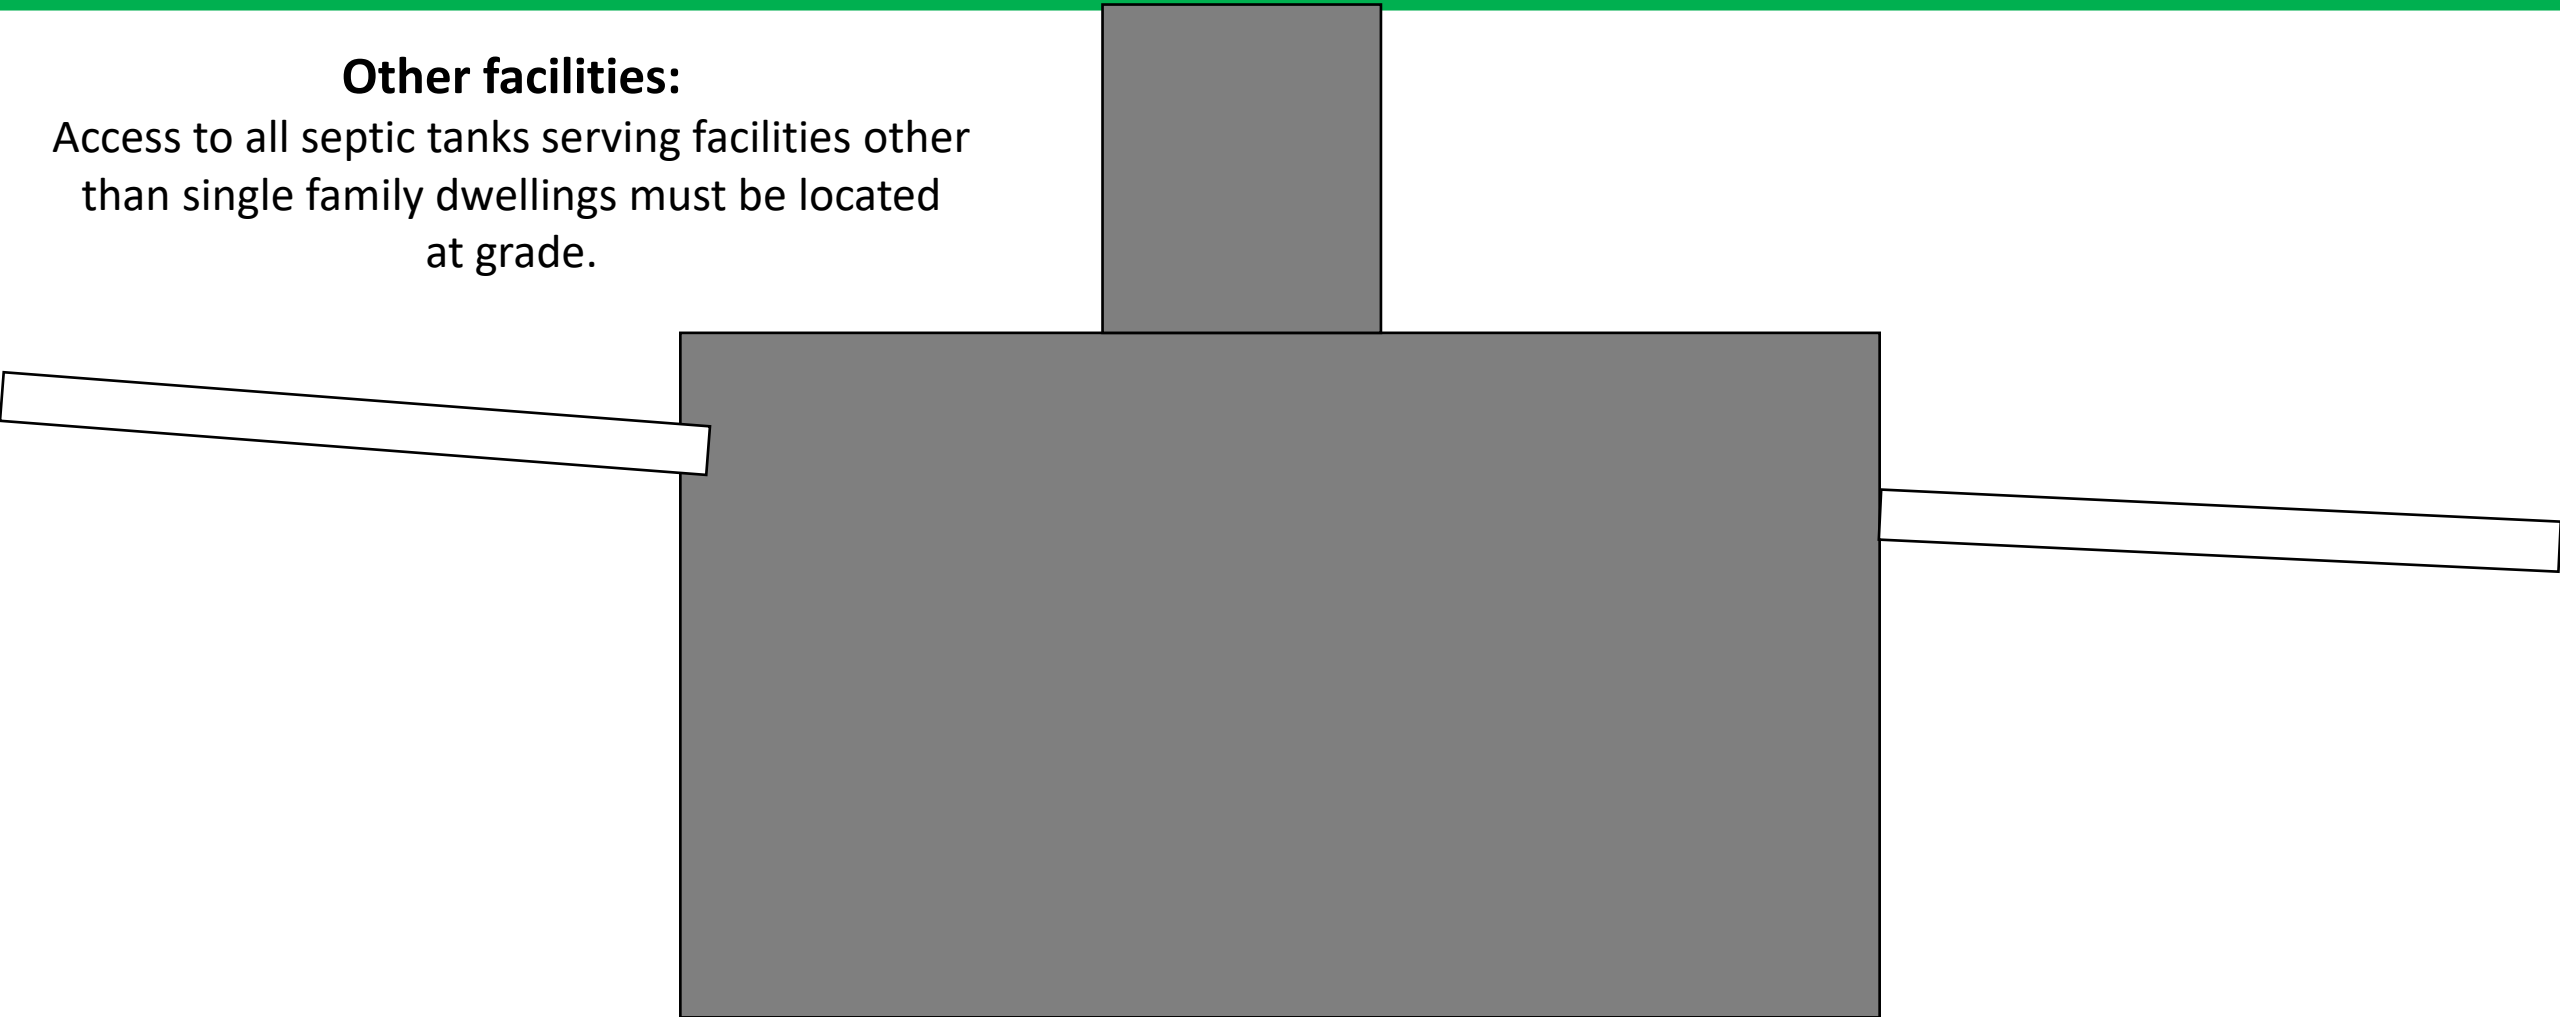 Other facilities:
Access to all septic tanks serving facilities other
than single family dwellings must be located
at grade.